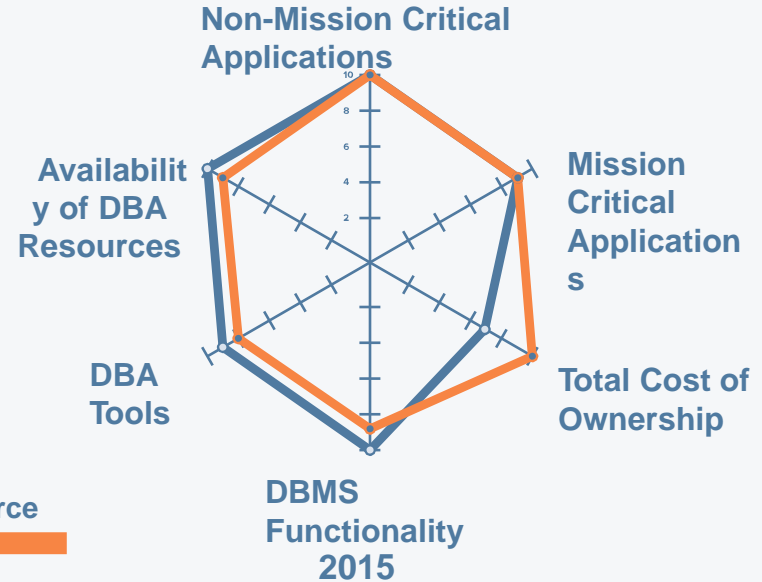 Non-Mission Critical
Applications
10
8
6
4
2
Availabilit
y of DBA
Resources
Mission
Critical
Application
s
DBA
Tools
Total Cost of
Ownership
DBMS
Functionality
2015
rce